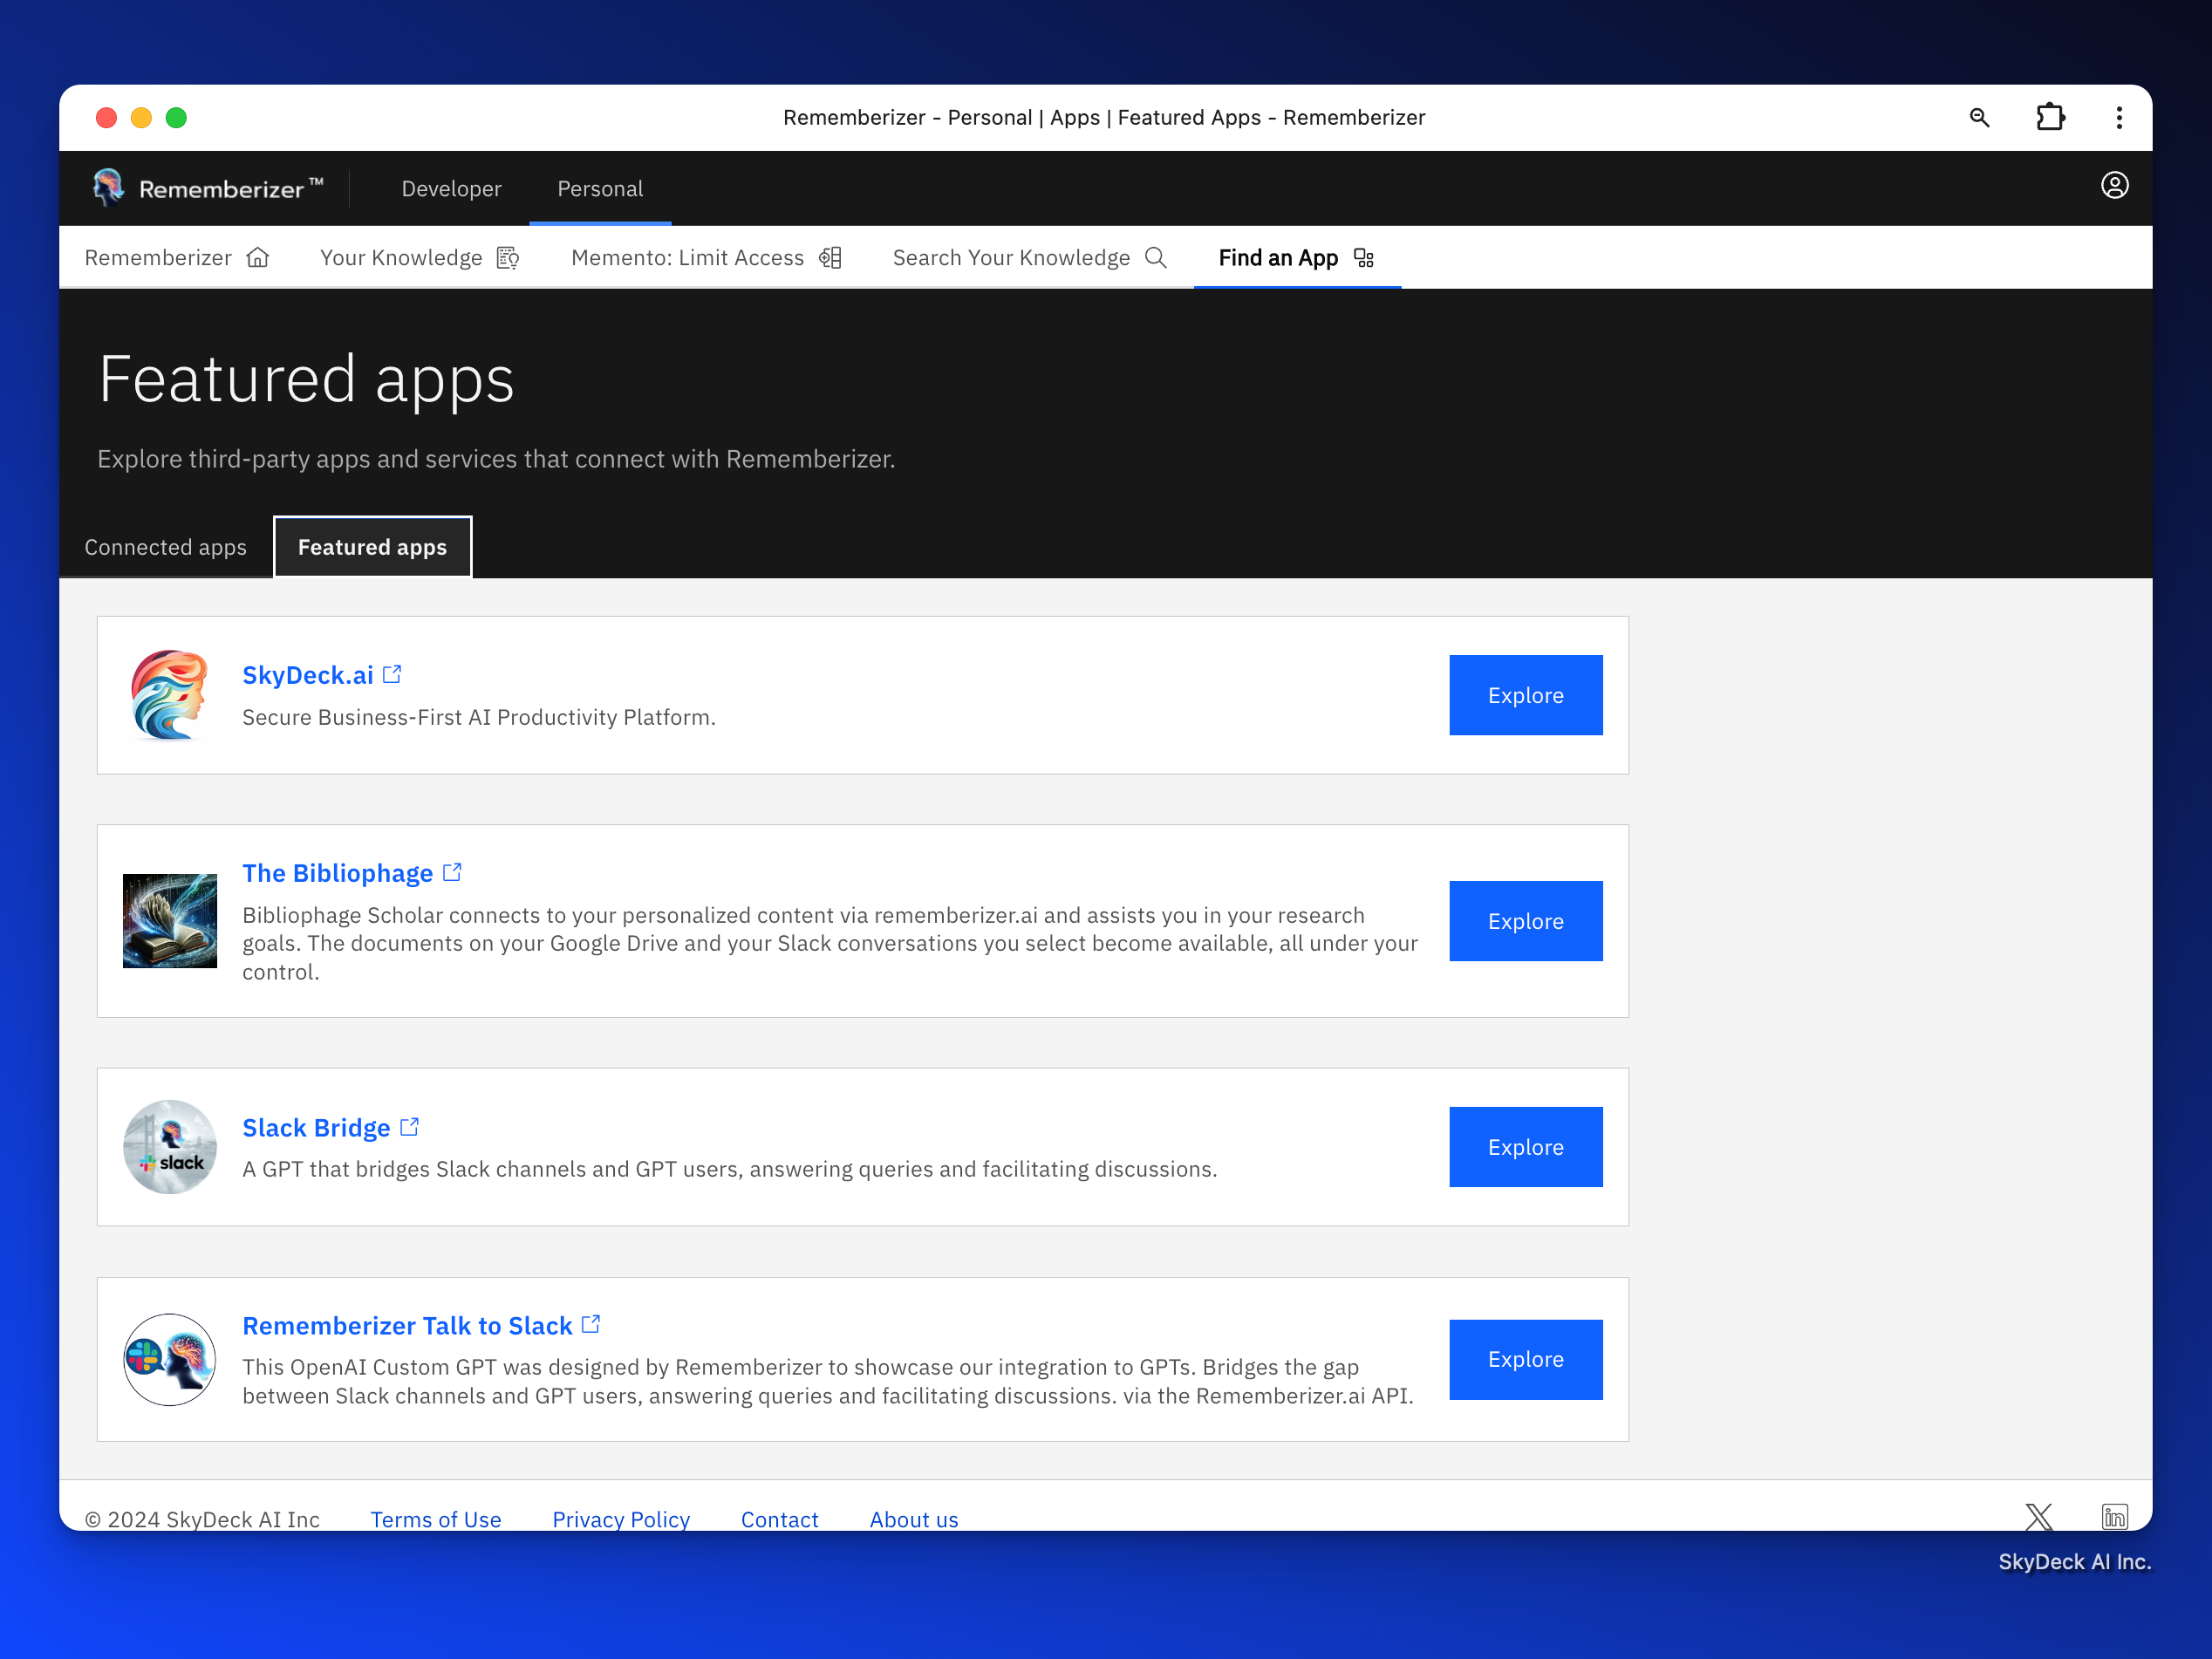 Rememberizer - Personal | Apps | Featured Apps - Rememberizer
Rememberizer™
Developer
Personal
Rememberizer
Your Knowledge
Memento: Limit Access
Search Your Knowledge
Find an App
Featured apps
Explore third-party apps and services that connect with Rememberizer.
Connected apps
Featured apps
SkyDeck.ai
Secure Business-First AI Productivity Platform.
Explore
The Bibliophage
Bibliophage Scholar connects to your personalized content via rememberizer.ai and assists you in your research
goals. The documents on your Google Drive and your Slack conversations you select become available, all under your
control.
Explore
slack
Slack Bridge
A GPT that bridges Slack channels and GPT users, answering queries and facilitating discussions.
Explore
Rememberizer Talk to Slack
This OpenAI Custom GPT was designed by Rememberizer to showcase our integration to GPTs. Bridges the gap
between Slack channels and GPT users, answering queries and facilitating discussions. via the Rememberizer.ai API.
Explore
© 2024 SkyDeck AI Inc
Terms of Use
Privacy Policy
Contact
About us
in
SkyDeck AI Inc.